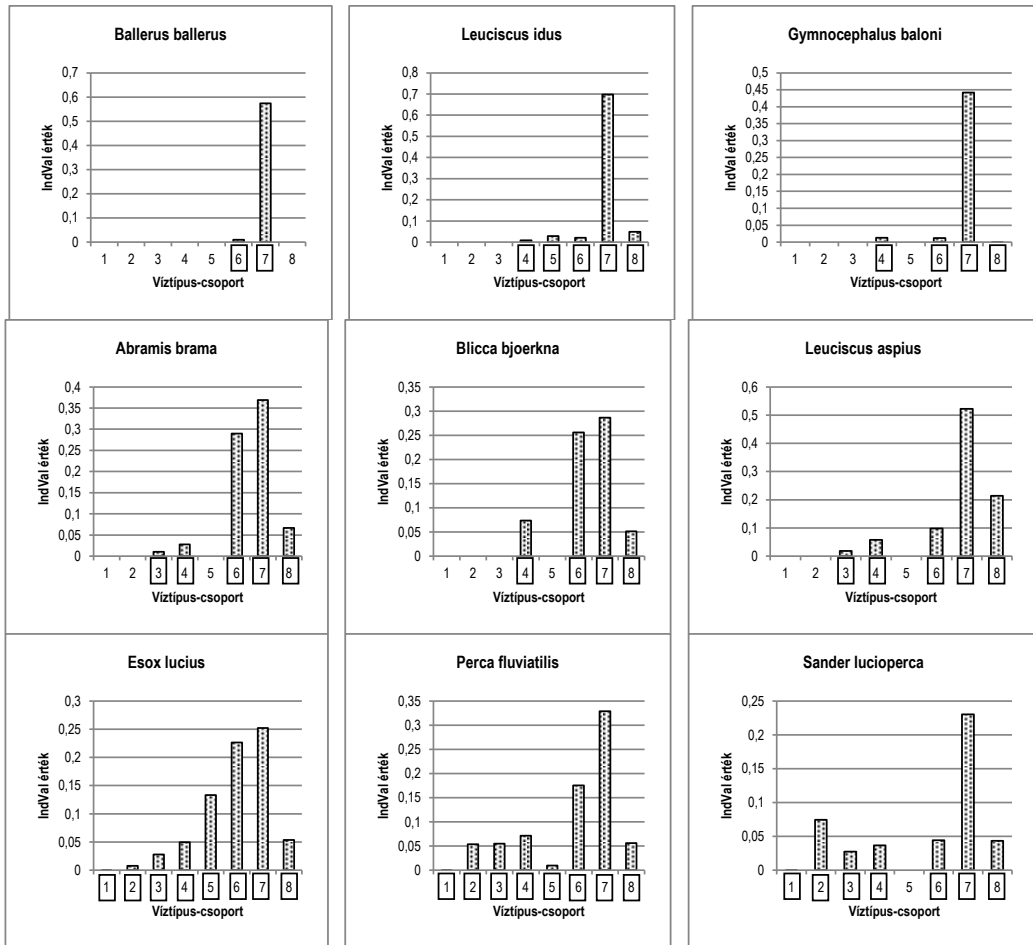 Ballerus ballerus
IndVal érték
0,7
0,6
0,5
0,4
0,3
0,2
0,1
0
1 2 3 4 5 6 7 8
Víztípus-csoport
Leuciscus idus
IndVal érték
0,8
0,7
0,6
0,5
0,4
0,3
0,2
0,1
0
1 2 3 4 5 6 7 8
Víztípus-csoport
Gymnocephalus baloni
IndVal érték
0,5
0,45
0,4
0,35
0,3
0,25
0,2
0,15
0,1
0,05
0
1 2 3 4 5 6 7 8
Víztípus-csoport
Abramis brama
IndVal érték
0,4
0,35
0,3
0,25
0,2
0,15
0,1
0,05
0
1 2 3 4 5 6 7 8
Víztípus-csoport
Blicca bjoerkna
IndVal érték
0,35
0,3
0,25
0,2
0,15
0,1
0,05
0
1 2 3 4 5 6 7 8
Víztípus-csoport
Leuciscus aspius
IndVal érték
0,6
0,5
0,4
0,3
0,2
0,1
0
1 2 3 4 5 6 7 8
Víztípus-csoport
Esox lucius
IndVal érték
0,3
0,25
0,2
0,15
0,1
0,05
0
1 2 3 4 5 6 7 8
Víztípus-csoport
Perca fluviatilis
IndVal érték
0,35
0,3
0,25
0,2
0,15
0,1
0,05
0
1 2 3 4 5 6 7 8
Víztípus-csoport
Sander lucioperca
IndVal érték
0,25
0,2
0,15
0,1
0,05
0
1 2 3 4 5 6 7 8
Víztípus-csoport